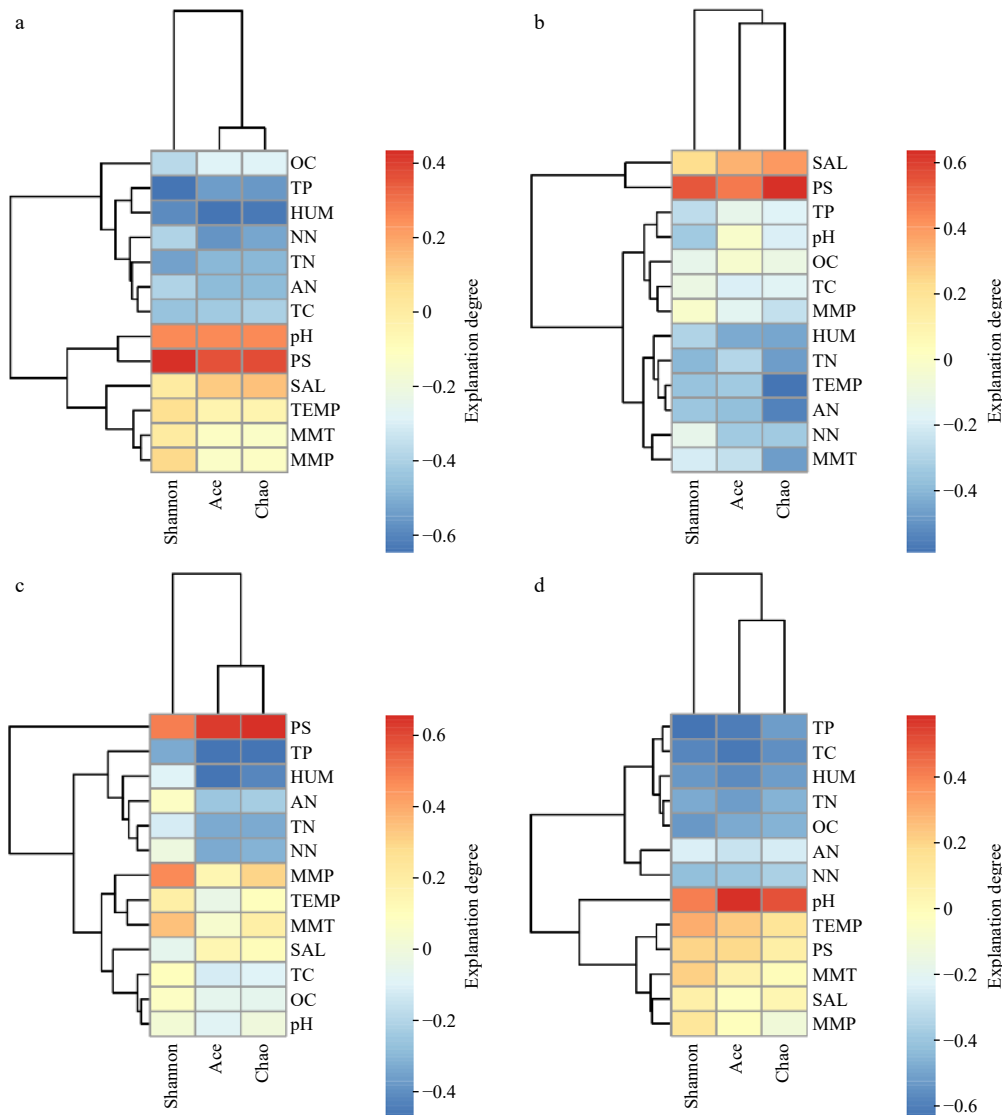 a
OC
TP
HUM
NN
TN
AN
TC
pH
PS
SAL
TEMP
MMT
MMP
Shannon
Ace
Chao
0.4
0.2
0
−0.2
−0.4
−0.6
Explanation degree
b
SAL
PS
TP
pH
OC
TC
MMP
HUM
TN
TEMP
AN
NN
MMT
Shannon
Ace
Chao
0.6
0.4
0.2
0
−0.2
−0.4
Explanation degree
c
PS
TP
HUM
AN
TN
NN
MMP
TEMP
MMT
SAL
TC
OC
pH
Shannon
Ace
Chao
0.6
0.4
0.2
0
−0.2
−0.4
Explanation degree
d
TP
TC
HUM
TN
OC
AN
NN
pH
TEMP
PS
MMT
SAL
MMP
Shannon
Ace
Chao
0.4
0.2
0
−0.2
−0.4
−0.6
Explanation degree